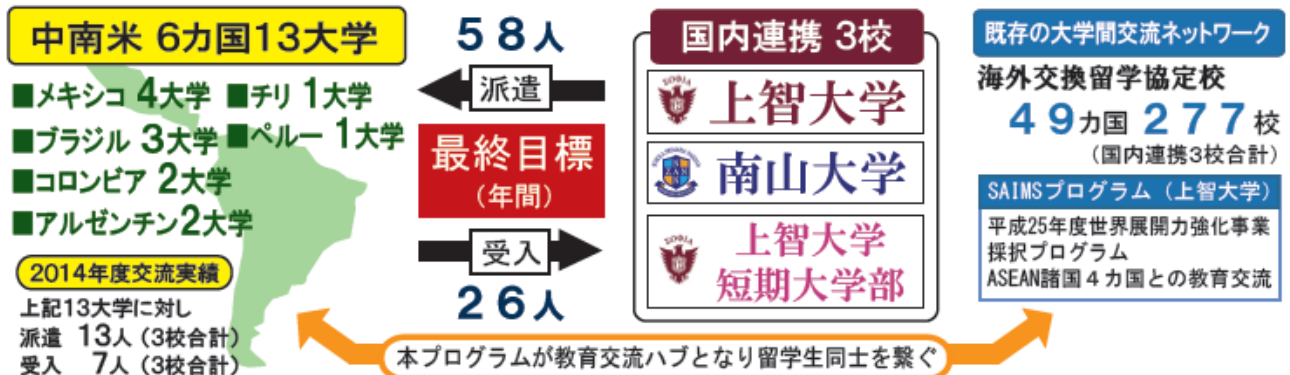 中南米 6カ国13大学
■メキシコ 4大学 ■チリ 1大学
■ブラジル 3大学 ■ペルー 1大学
■コロンビア 2大学
■アルゼンチン2大学
2014年度交流実績
上記13大学に対し
派遣 13人 (3校合計)
受入 7人 (3校合計)
58人
派遣
最終目標
(年間)
受入
26人
国内連携 3校
上智大学
南山大学
上智大学
短期大学部
既存の大学間交流ネットワーク
海外交換留学協定校
49カ国 277校
(国内連携3校合計)
SAIMSプログラム (上智大学)
平成25年度世界展開力強化事業
採択プログラム
ASEAN諸国4カ国との教育交流
本プログラムが教育交流ハブとなり留学生同士を繋ぐ